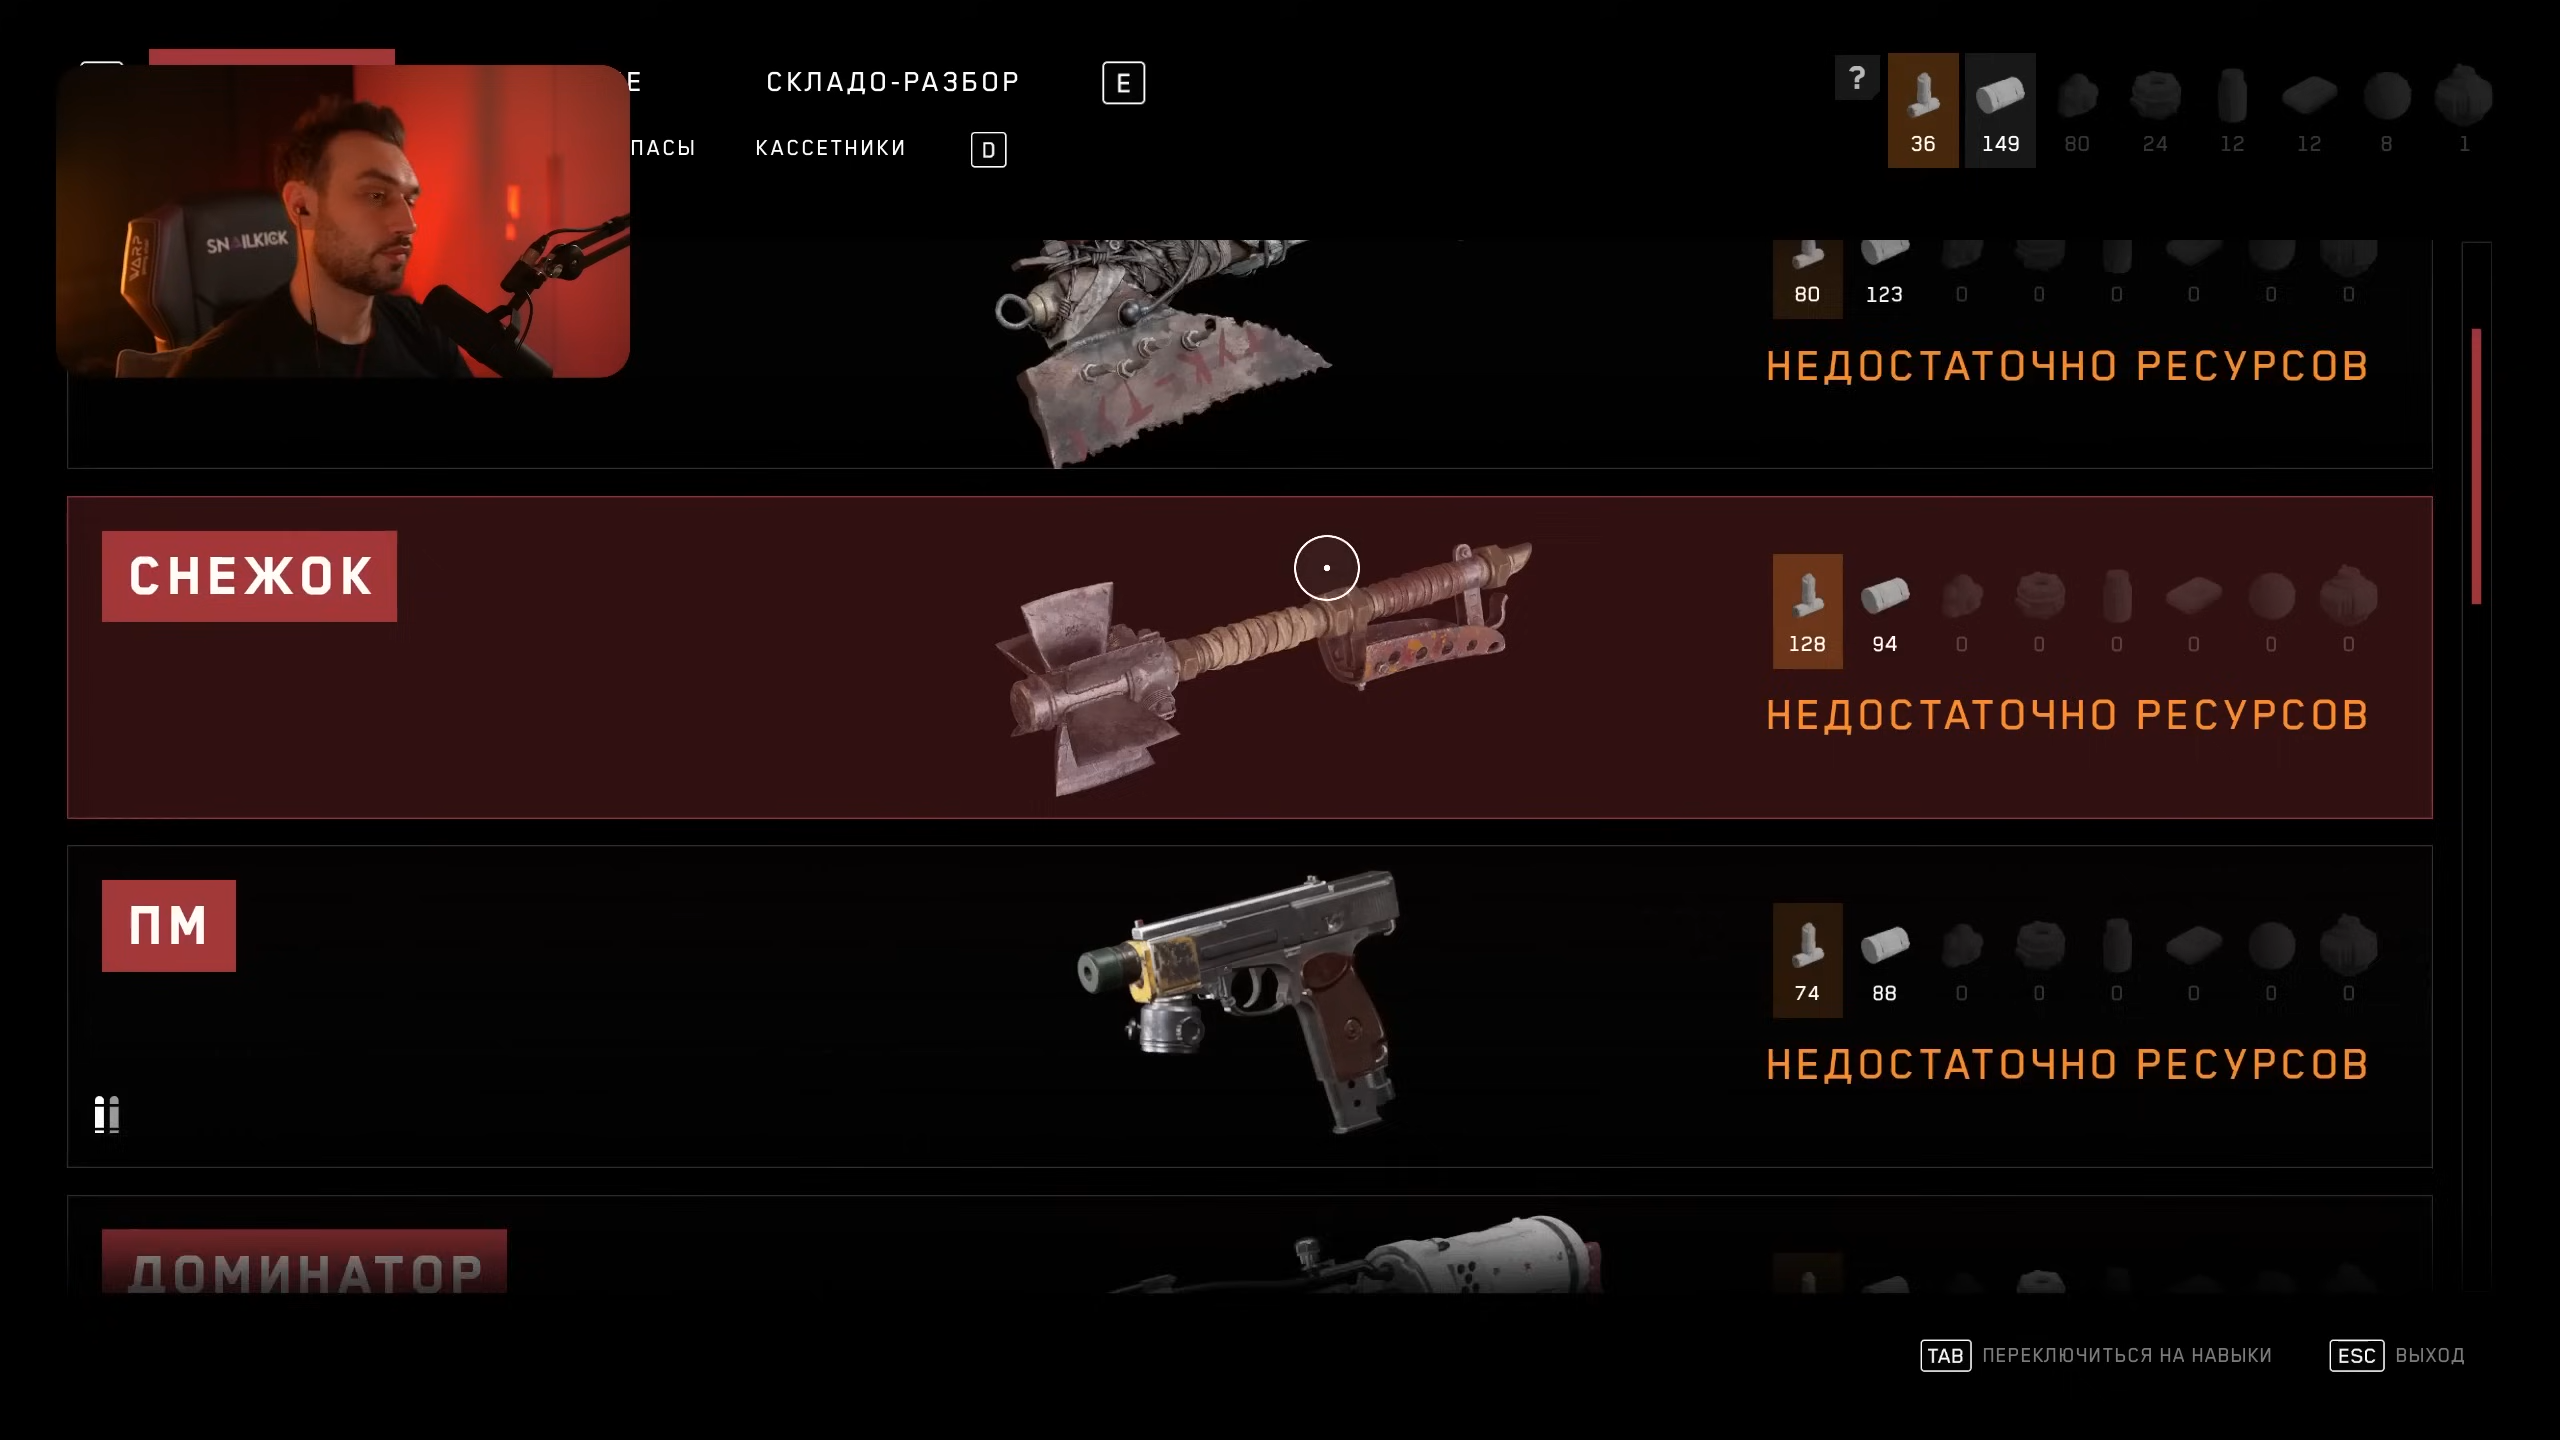 Е
СКЛАДО-РАЗБОР
E
ПАСЫ
КАССЕТНИКИ
D
?
36 149 80 24 12 12 8 1
WARP
SNAILKICK
80 123 0 0 0 0 0 0
НЕДОСТАТОЧНО РЕСУРСОВ
СНЕЖОК
128 94 0 0 0 0 0 0
НЕДОСТАТОЧНО РЕСУРСОВ
ПМ
74 88 0 0 0 0 0 0
НЕДОСТАТОЧНО РЕСУРСОВ
ДОМИНАТОР
TAB ПЕРЕКЛЮЧИТЬСЯ НА НАВЫКИ
ESC ВЫХОД